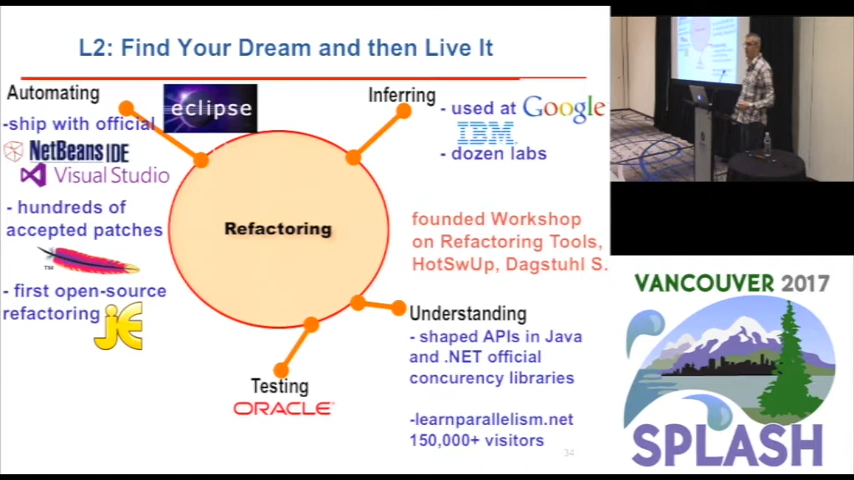 L2: Find Your Dream and then Live It
Automating
-ship with official
NetBeans IDE
Visual Studio
- hundreds of
accepted patches
TM
- first open-source
refactoring
jE
eclipse
Inferring
- used at Google
IBM
- dozen labs
Refactoring
founded Workshop
on Refactoring Tools,
HotSwUp, Dagstuhl S.
Understanding
- shaped APIs in Java
and .NET official
concurency libraries
-learnparallelism.net
150,000+ visitors
Testing
ORACLE
34
VANCOUVER 2017
SPLASH